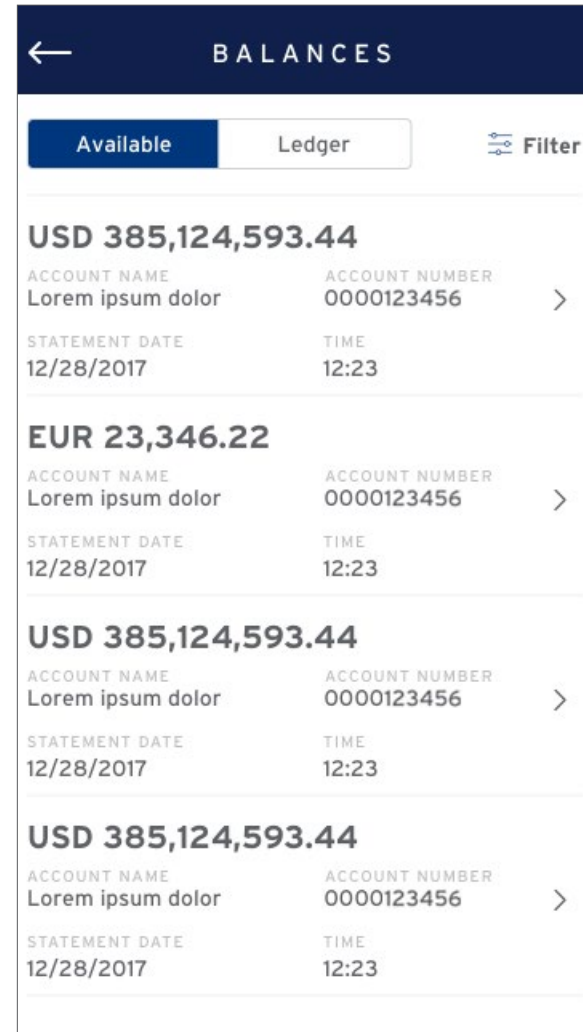 BALANCES
Available Ledger Filter
USD 385,124,593.44
ACCOUNT NAME ACCOUNT NUMBER
Lorem ipsum dolor 0000123456
STATEMENT DATE TIME
12/28/2017 12:23
EUR 23,346.22
ACCOUNT NAME ACCOUNT NUMBER
Lorem ipsum dolor 0000123456
STATEMENT DATE TIME
12/28/2017 12:23
USD 385,124,593.44
ACCOUNT NAME ACCOUNT NUMBER
Lorem ipsum dolor 0000123456
STATEMENT DATE TIME
12/28/2017 12:23
USD 385,124,593.44
ACCOUNT NAME ACCOUNT NUMBER
Lorem ipsum dolor 0000123456
STATEMENT DATE TIME
12/28/2017 12:23